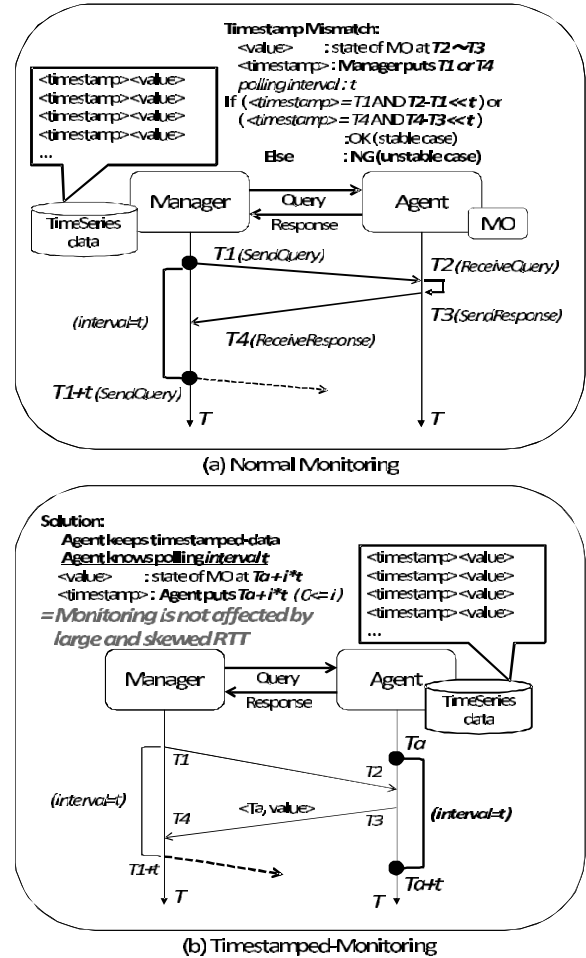 Timestamp Mismatch:
<value> : state of MO at T2~T3
<timestamp> : Manager puts T1 or T4
polling interval : t
If (<timestamp> = T1 AND T2-T1<<t) or
(<timestamp> = T4 AND T4-T3<<t)
:OK (stable case)
Else : NG (unstable case)
<timestamp><value>
<timestamp><value>
<timestamp><value>
<timestamp><value>
...
Manager
Query
Response
Agent
MO
TimeSeries
data
T1 (SendQuery)
T2 (ReceiveQuery)
(interval=t)
T3 (SendResponse)
T4 (ReceiveResponse)
T1+t (SendQuery)
T
T
(a) Normal Monitoring
Solution:
Agent keeps timestamped-data
Agent knows polling interval t
<value> : state of MO at Ta + i*t
<timestamp> : Agent puts Ta + i*t (0<= i)
= Monitoring is not affected by
large and skewed RTT
<timestamp><value>
<timestamp><value>
<timestamp><value>
<timestamp><value>
...
Manager
Query
Response
Agent
TimeSeries
data
T1
Ta
T2
(interval=t)
<Ta, value>
(interval=t)
T4
T3
T1+t
Ta+t
T
T
(b) Timestamped-Monitoring